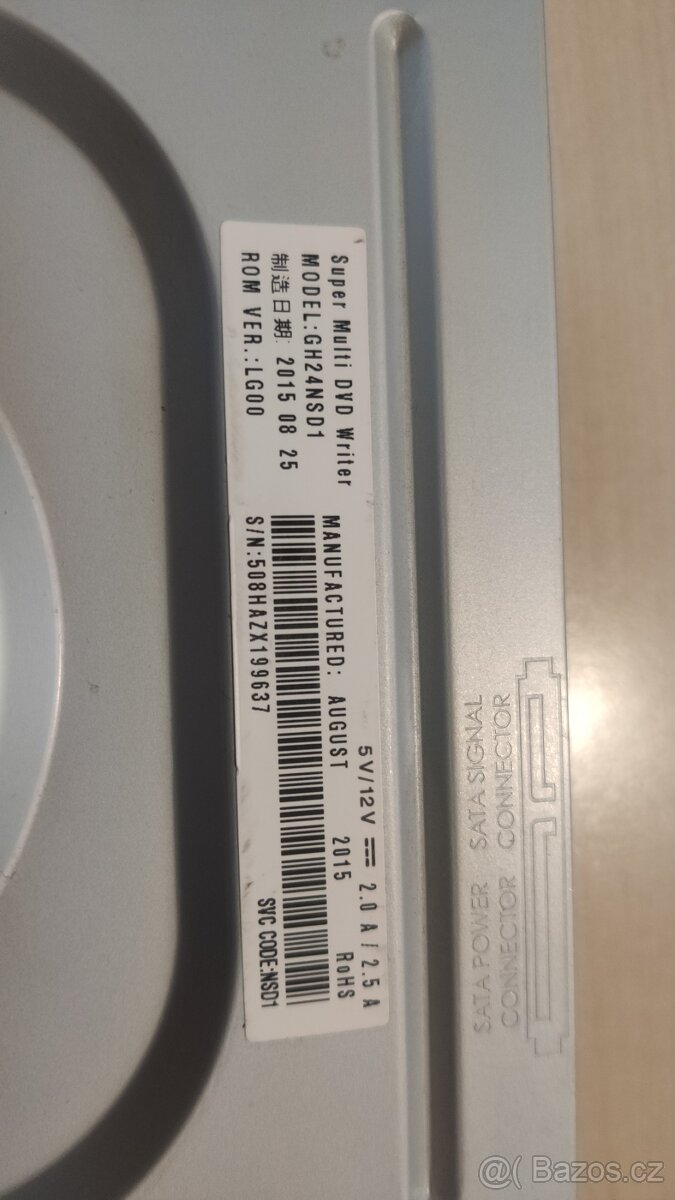 Super Multi DVD Writer
MODEL:GH24NSD1
制造日期: 2015 08 25
ROM VER.:LG00
5V/12V ⎓ 2.0 A / 2.5 A
MANUFACTURED: AUGUST 2015 RoHS
S/N:508HAZX199637
SVC CODE:NSD1
SATA POWER CONNECTOR
SATA SIGNAL CONNECTOR
@( Bazos.cz